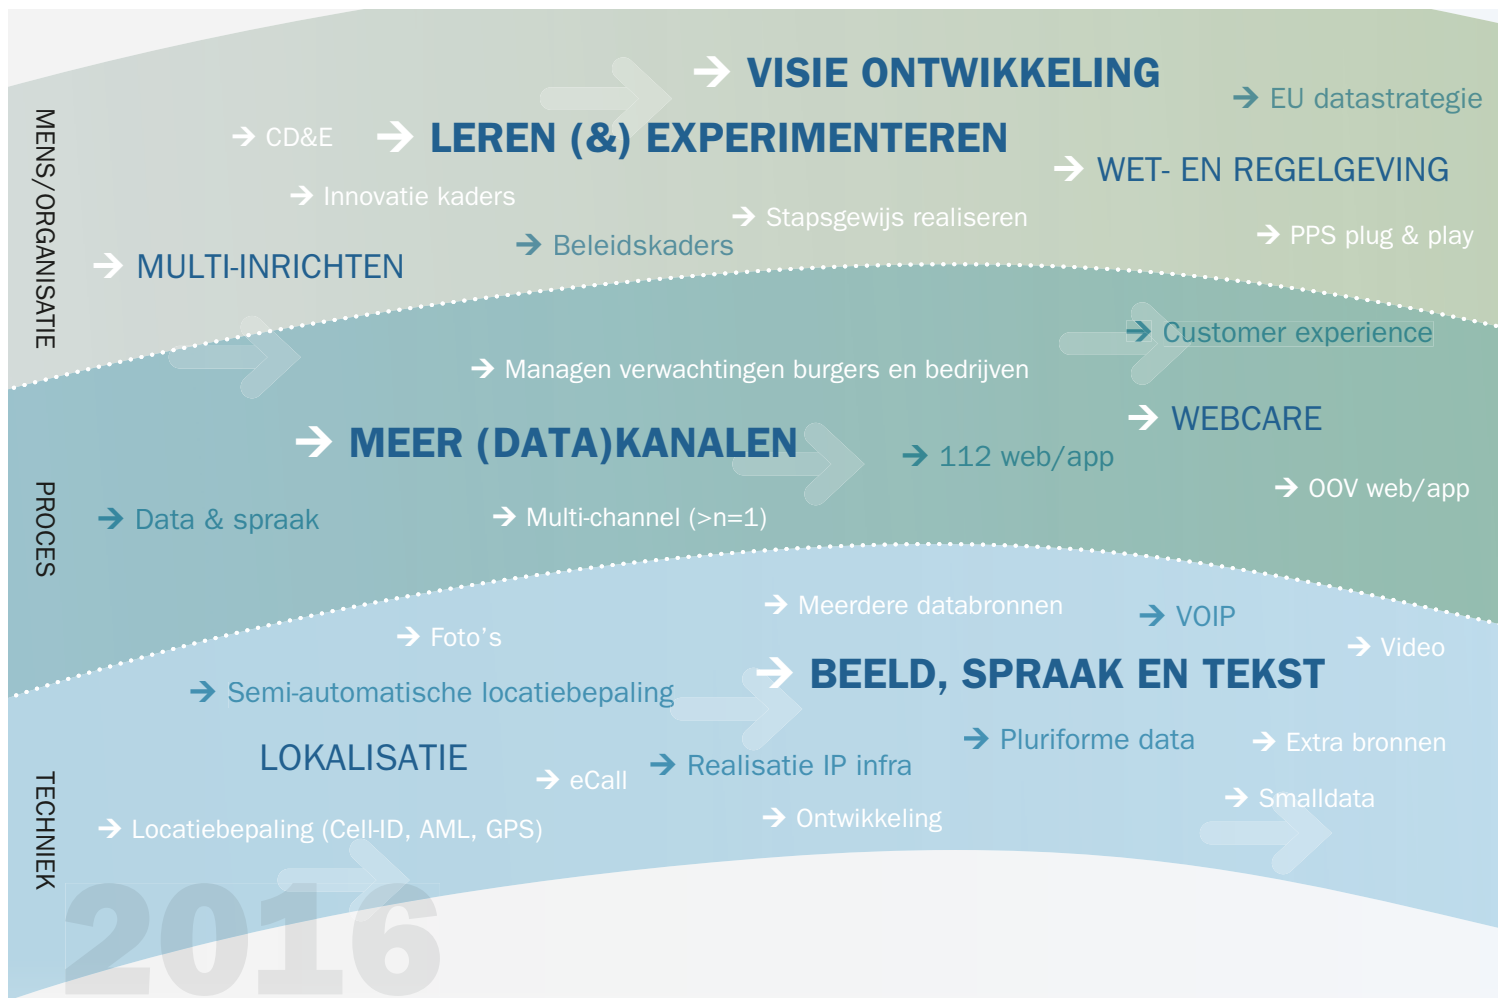 MENS/ORGANISATIE
VISIE ONTWIKKELING
EU datastrategie
CD&E
LEREN (&) EXPERIMENTEREN
WET- EN REGELGEVING
Innovatie kaders
Stapsgewijs realiseren
PPS plug & play
Beleidskaders
MULTI-INRICHTEN
PROCES
Customer experience
Managen verwachtingen burgers en bedrijven
WEBCARE
MEER (DATA)KANALEN
112 web/app
OOV web/app
Data & spraak
Multi-channel (>n=1)
TECHNIEK
Meerdere databronnen
VOIP
Foto's
Video
BEELD, SPRAAK EN TEKST
Semi-automatische locatiebepaling
Pluriforme data
Extra bronnen
LOKALISATIE
Realisatie IP infra
eCall
Smalldata
Ontwikkeling
Locatiebepaling (Cell-ID, AML, GPS)
2016